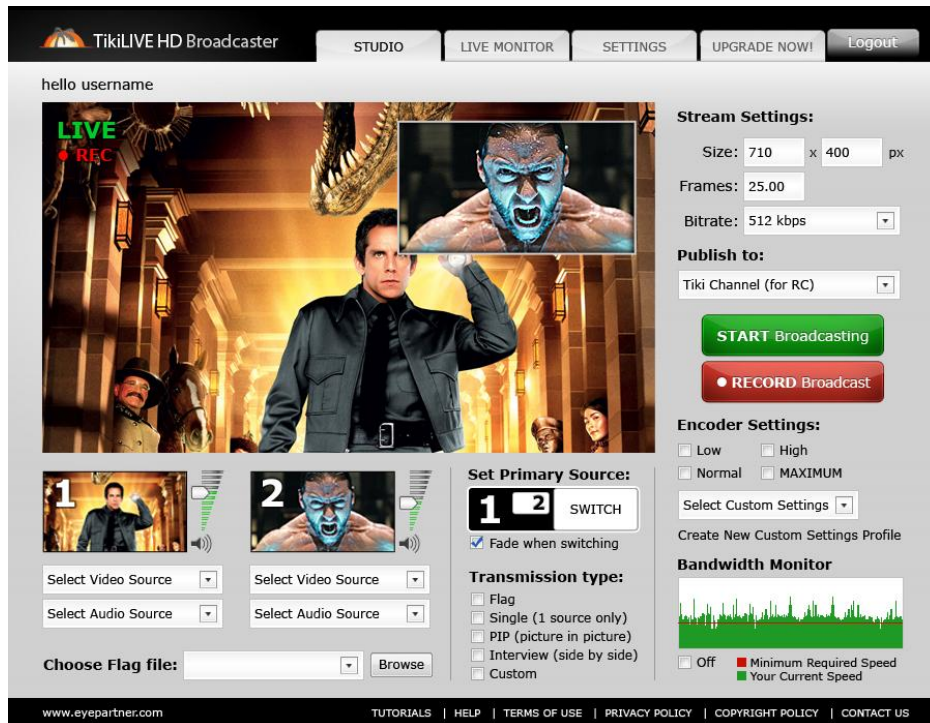 TikiLIVE HD Broadcaster
STUDIO
LIVE MONITOR
SETTINGS
UPGRADE NOW!
Logout
hello username
LIVE
REC
Stream Settings:
Size: 710 x 400 px
Frames: 25.00
Bitrate: 512 kbps
Publish to:
Tiki Channel (for RC)
START Broadcasting
RECORD Broadcast
Encoder Settings:
Low High
Normal MAXIMUM
Select Custom Settings
Create New Custom Settings Profile
Bandwidth Monitor
Off
Minimum Required Speed
Your Current Speed
1
Select Video Source
Select Audio Source
2
Select Video Source
Select Audio Source
Choose Flag file:
Browse
Set Primary Source:
1 2 SWITCH
Fade when switching
Transmission type:
Flag
Single (1 source only)
PIP (picture in picture)
Interview (side by side)
Custom
www.eyepartner.com
TUTORIALS | HELP | TERMS OF USE | PRIVACY POLICY | COPYRIGHT POLICY | CONTACT US